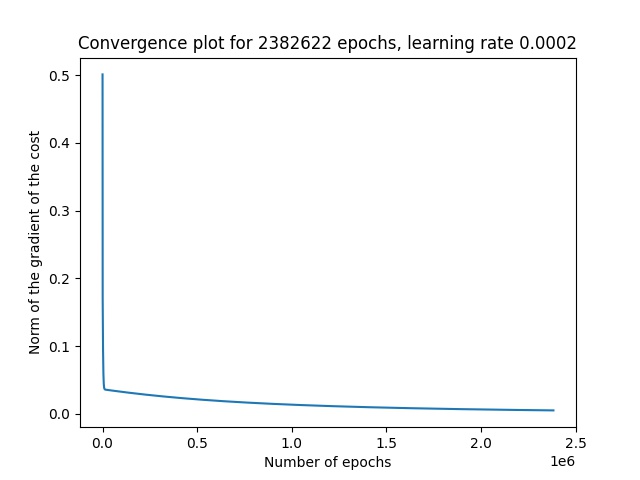 Convergence plot for 2382622 epochs, learning rate 0.0002
Norm of the gradient of the cost
0.5
0.4
0.3
0.2
0.1
0.0
0.0 0.5 1.0 1.5 2.0 2.5
1e6
Number of epochs